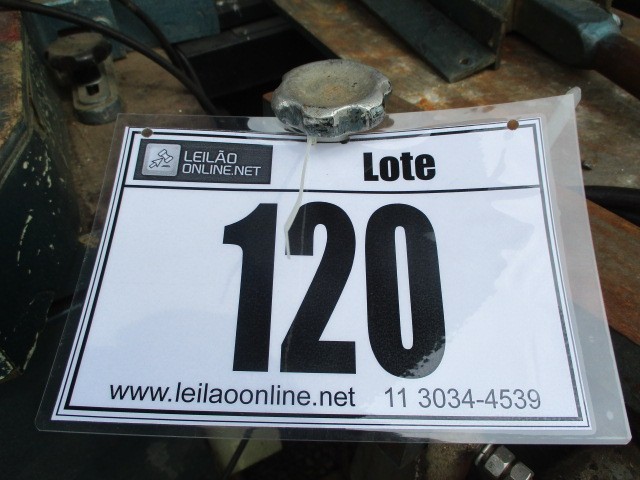 LEILÃO
ONLINE.NET
Lote
120
www.leilaoonline.net 11 3034-4539